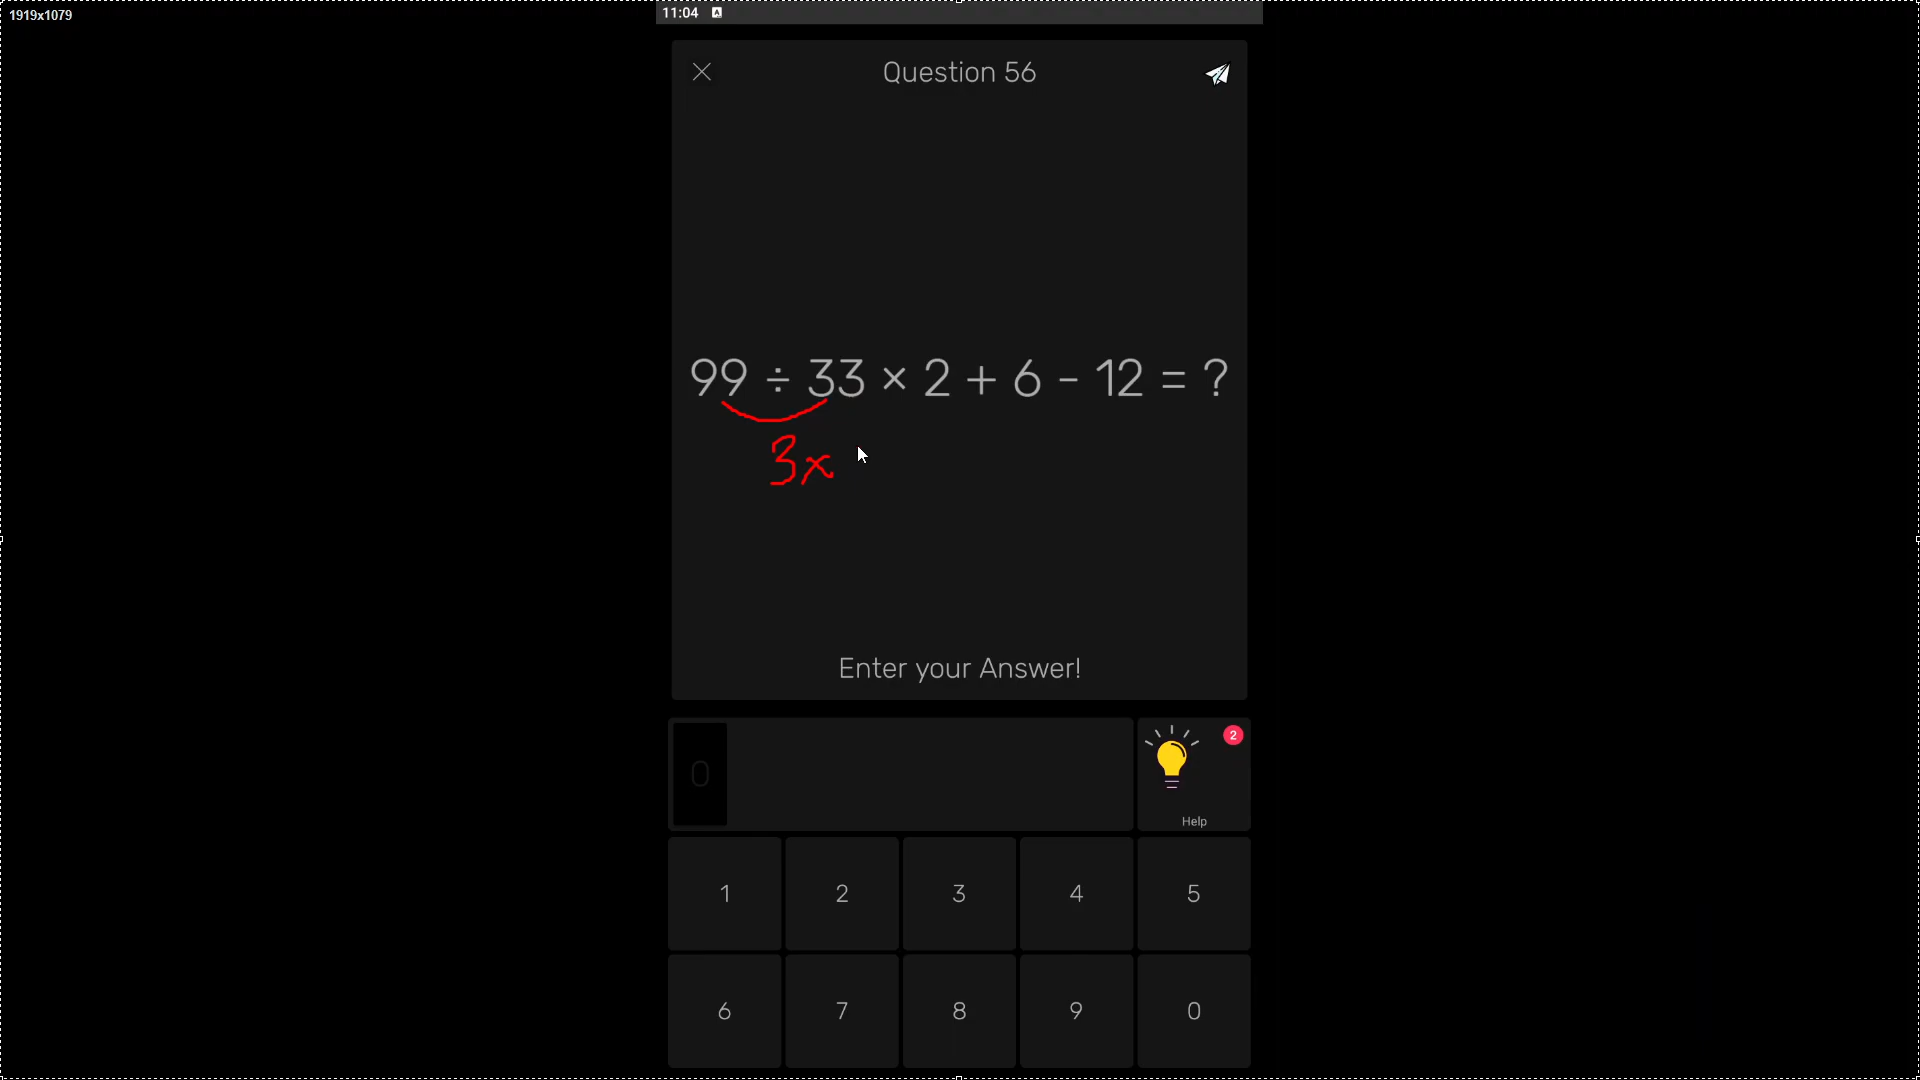 1919x1079
11:04 A
Question 56
99 ÷ 33 × 2 + 6 - 12 = ?
3x
Enter your Answer!
0
2
Help
1 2 3 4 5
6 7 8 9 0